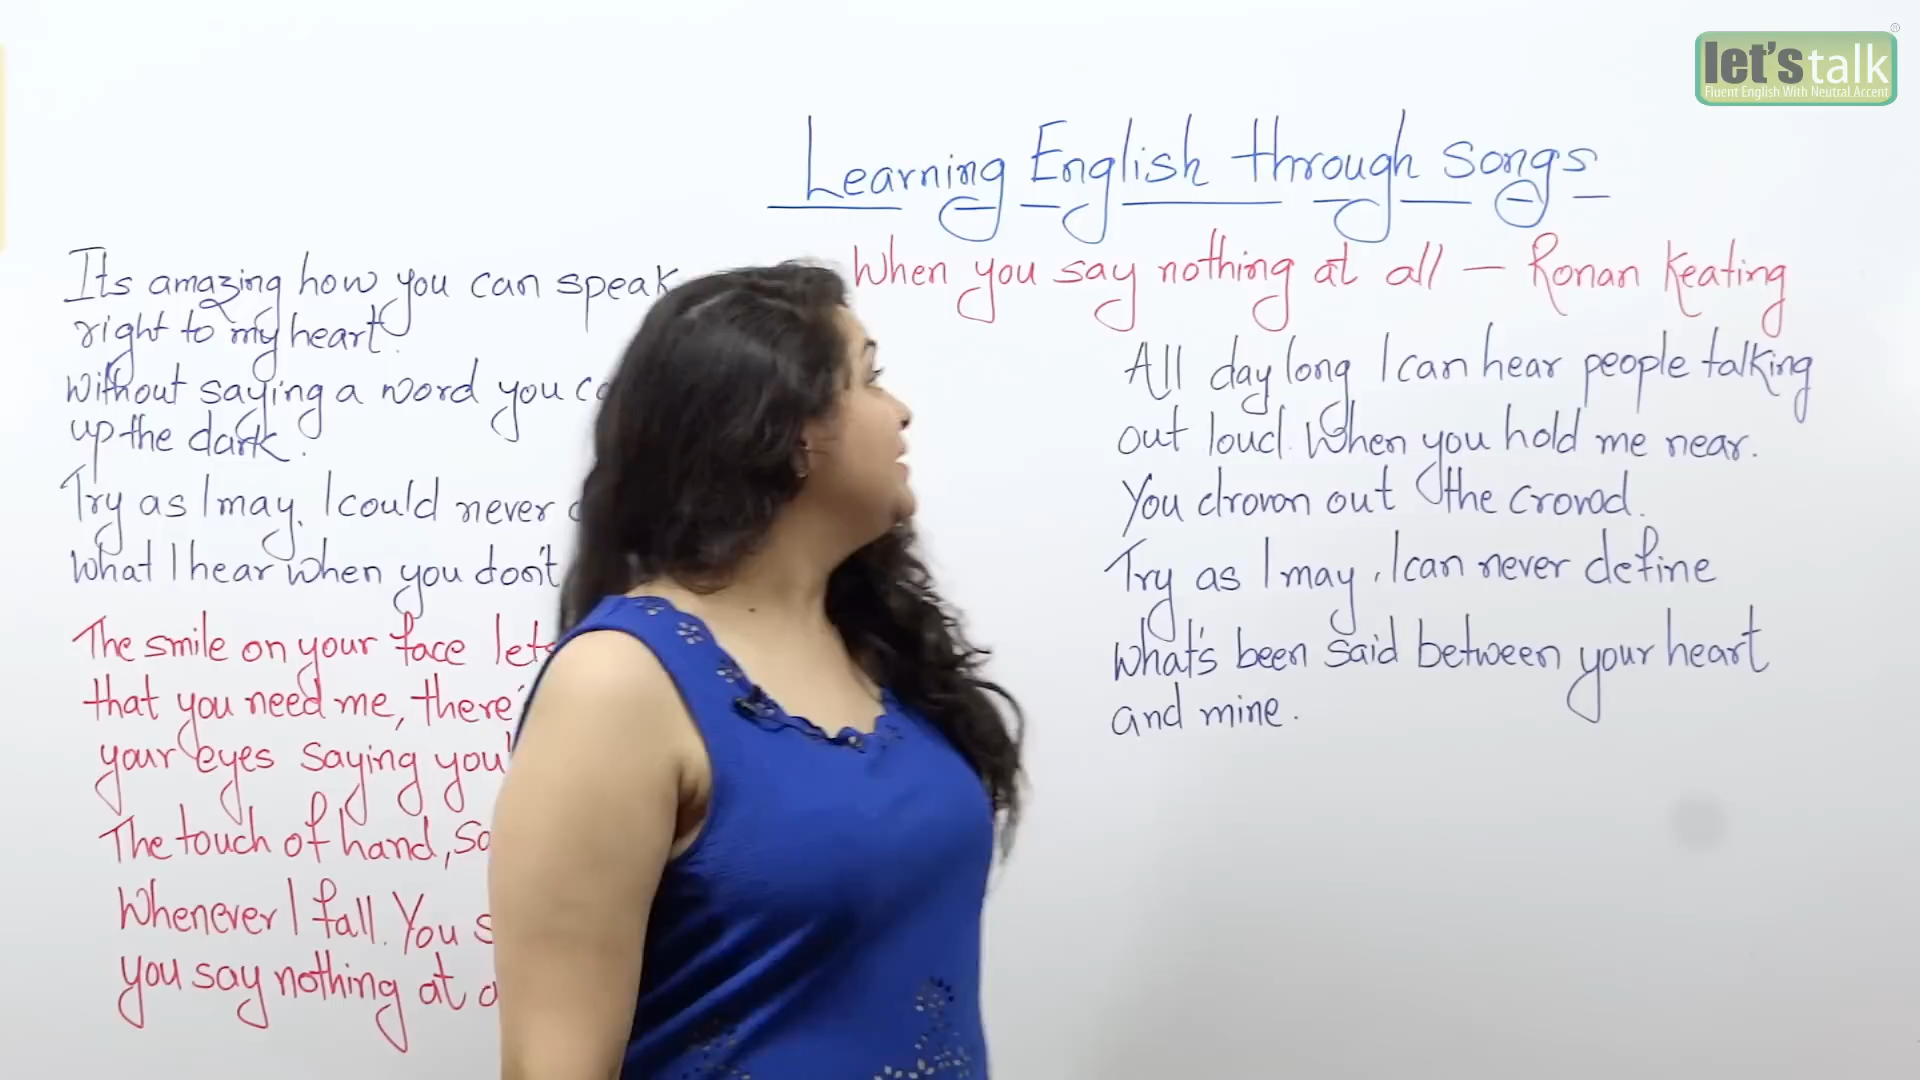 let's talk
Fluent English With Neutral Accent
Learning English through songs
When you say nothing at all — Ronan Keating
Its amazing how you can speak
right to my heart.
Without saying a word you
up the dark.
Try as I may, I could never
What I hear when you don't
The smile on your face lets
that you need me, there's
your eyes saying you'
The touch of hand,
Whenever I fall. You
you say nothing at
All day long I can hear people talking
out loud. When you hold me near.
You drown out the crowd.
Try as I may, I can never define
What's been said between your heart
and mine.